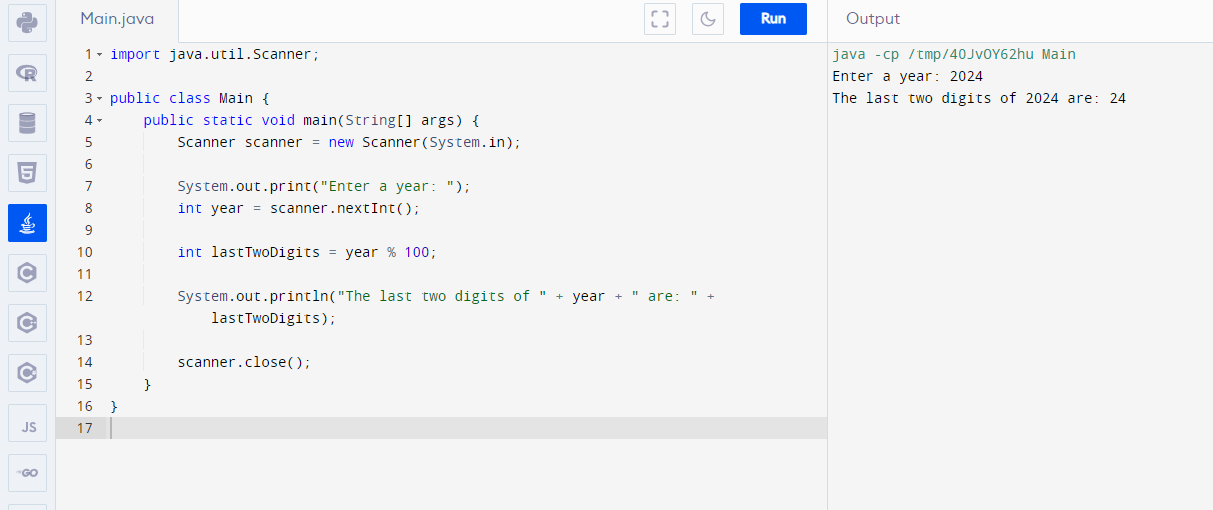 Main.java
Run
Output
1 import java.util.Scanner;
2
3 public class Main {
4     public static void main(String[] args) {
5         Scanner scanner = new Scanner(System.in);
6
7         System.out.print("Enter a year: ");
8         int year = scanner.nextInt();
9
10         int lastTwoDigits = year % 100;
11
12         System.out.println("The last two digits of " + year + " are: " +
            lastTwoDigits);
13
14         scanner.close();
15     }
16 }
17
java -cp /tmp/40JvOY62hu Main
Enter a year: 2024
The last two digits of 2024 are: 24
R
5
C
C
C
JS
GO